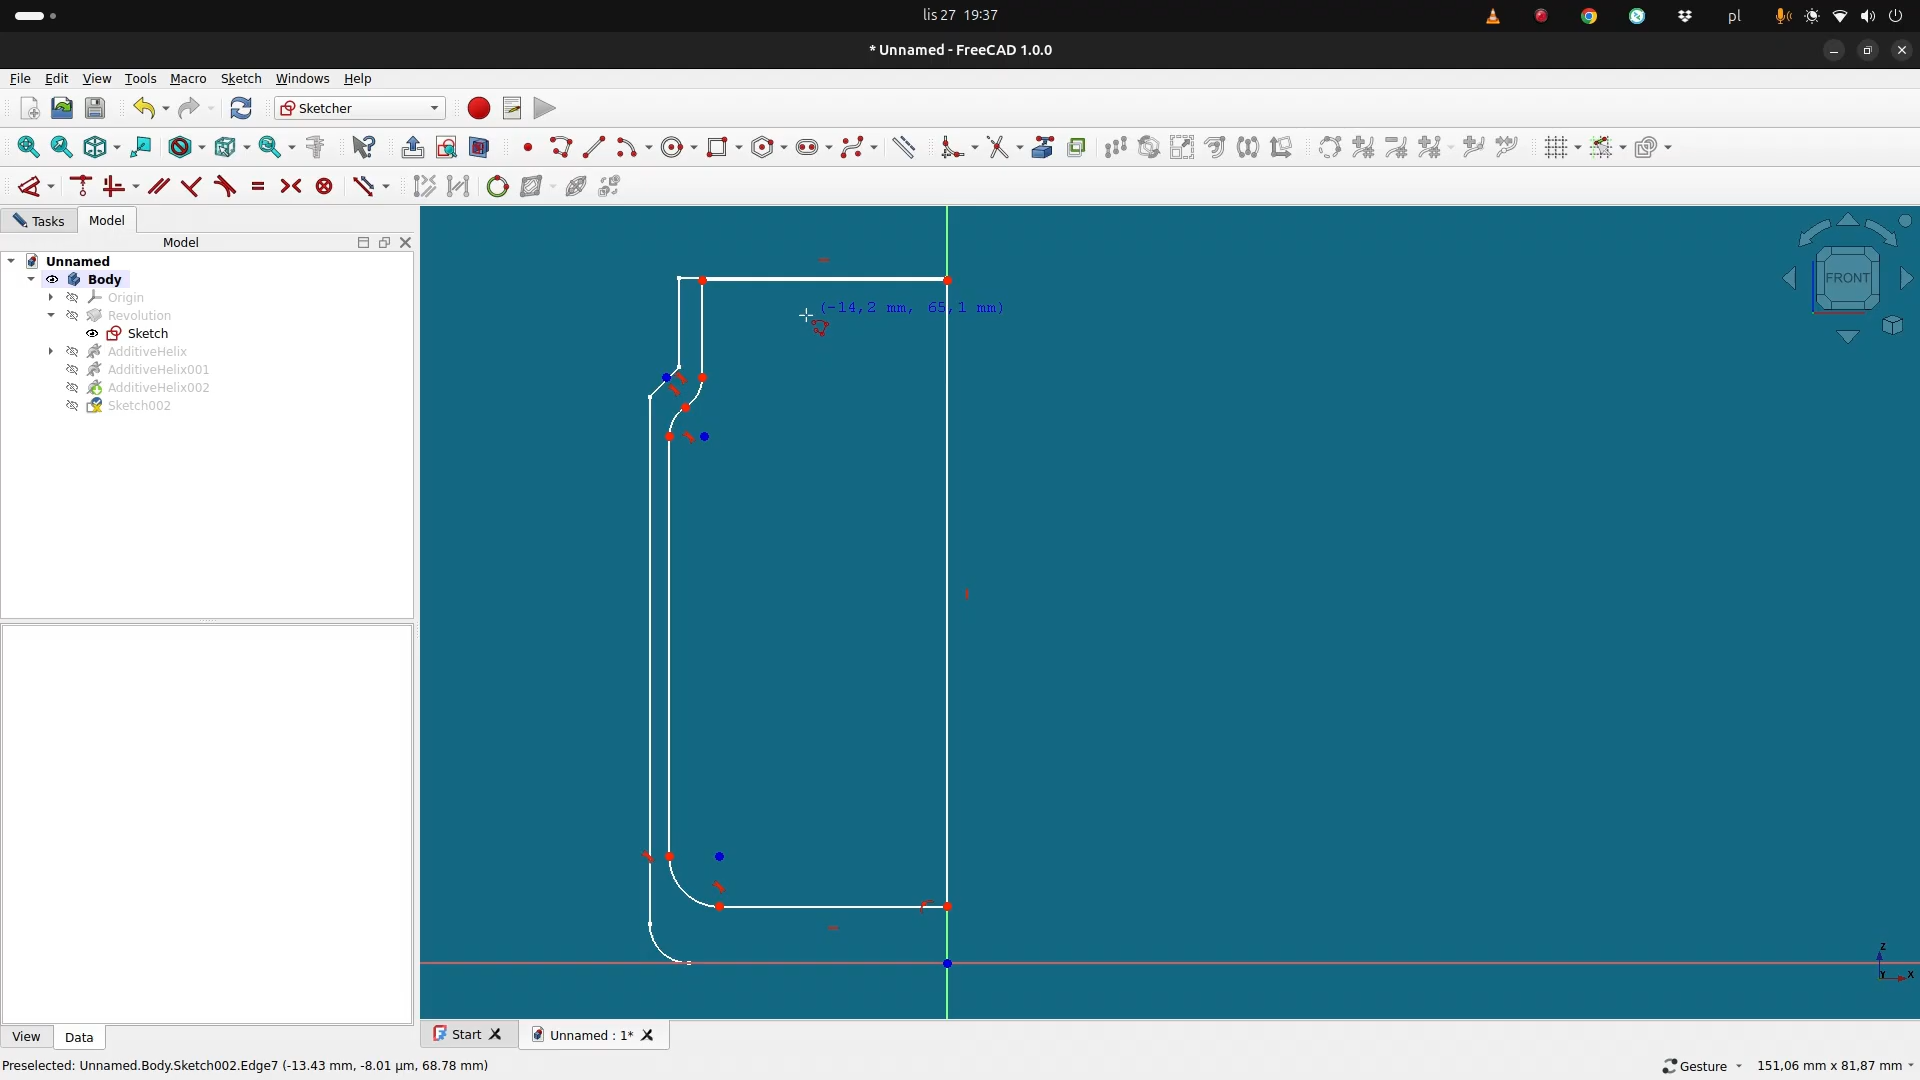 lis 27 19:37
pl
* Unnamed - FreeCAD 1.0.0
File Edit View Tools Macro Sketch Windows Help
Sketcher
Tasks Model
Model
Unnamed
Body
Origin
Revolution
Sketch
AdditiveHelix
AdditiveHelix001
AdditiveHelix002
Sketch002
(-14,2 mm, 65,1 mm)
FRONT
Z
Y X
View Data
Start Unnamed : 1*
Preselected: Unnamed.Body.Sketch002.Edge7 (-13.43 mm, -8.01 µm, 68.78 mm)
Gesture 151,06 mm x 81,87 mm